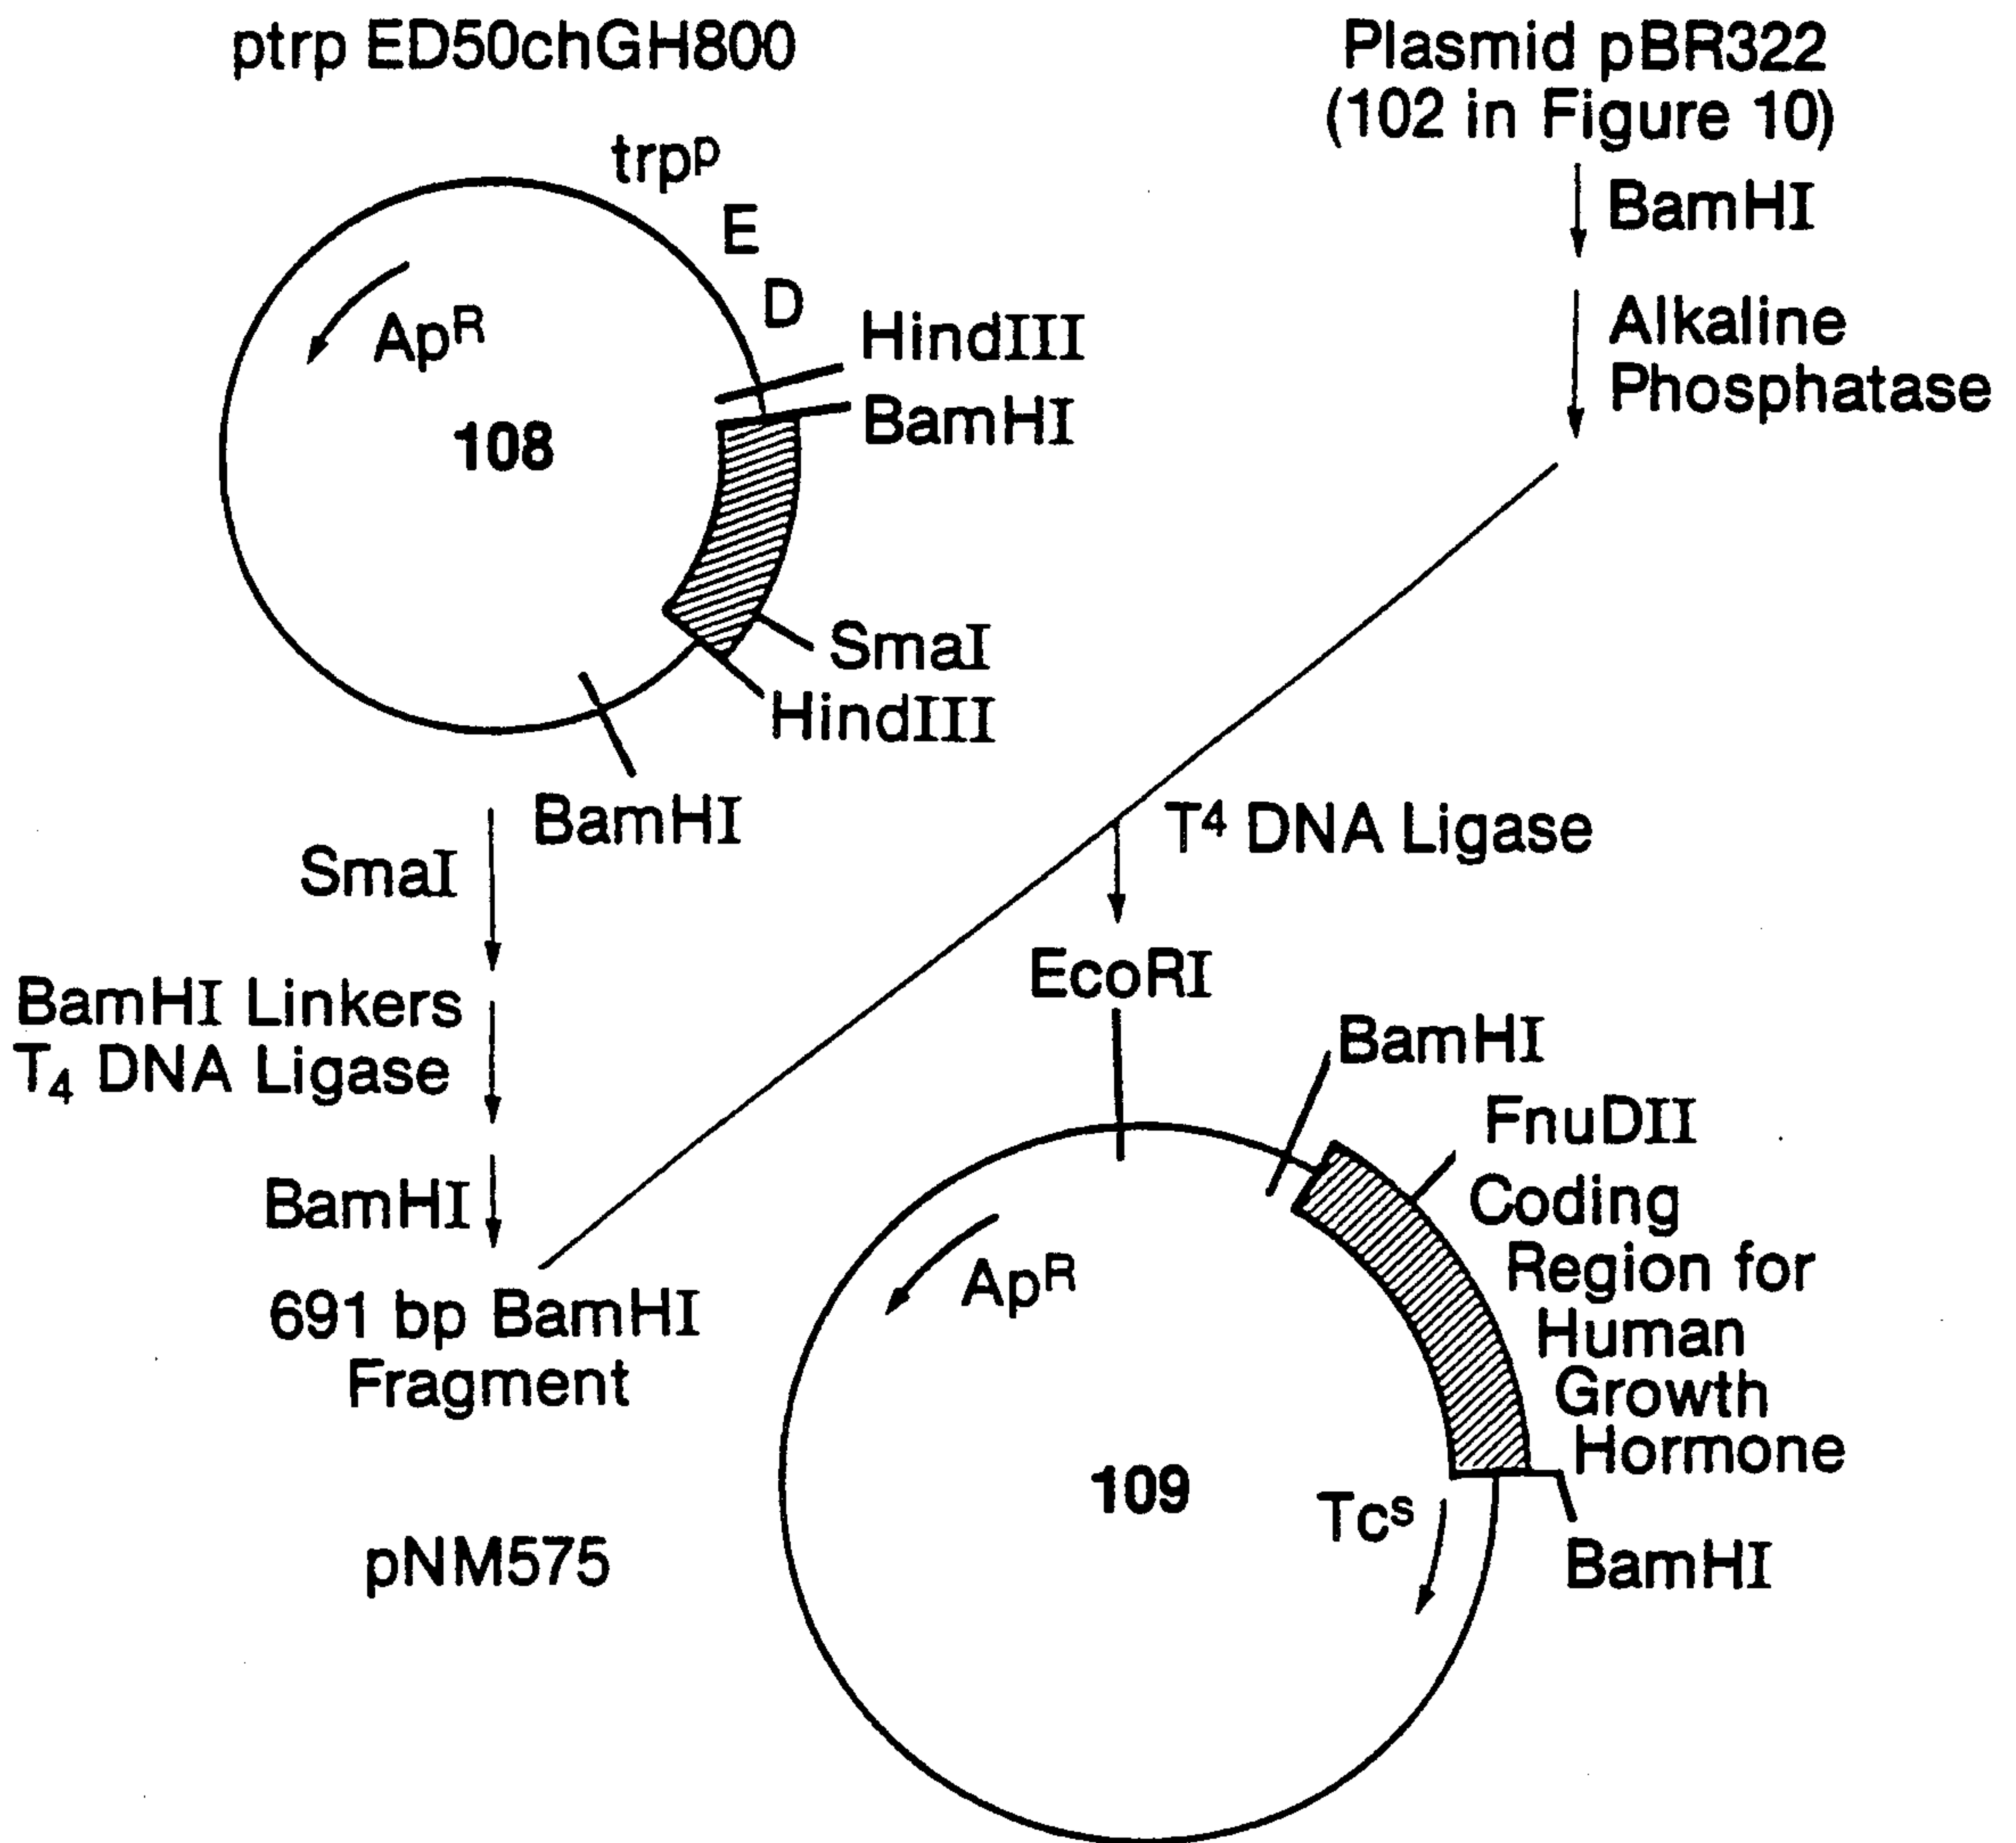 ptrp ED50chGH800
trpᵖ
E
D
HindIII
BamHI
Apᴿ
108
SmaI
HindIII
BamHI
SmaI
BamHI Linkers
T₄ DNA Ligase
BamHI
691 bp BamHI
Fragment
Plasmid pBR322
(102 in Figure 10)
BamHI
Alkaline
Phosphatase
T⁴ DNA Ligase
EcoRI
BamHI
FnuDII
Coding
Region for
Human
Growth
Hormone
BamHI
Apᴿ
109
Tcˢ
pNM575